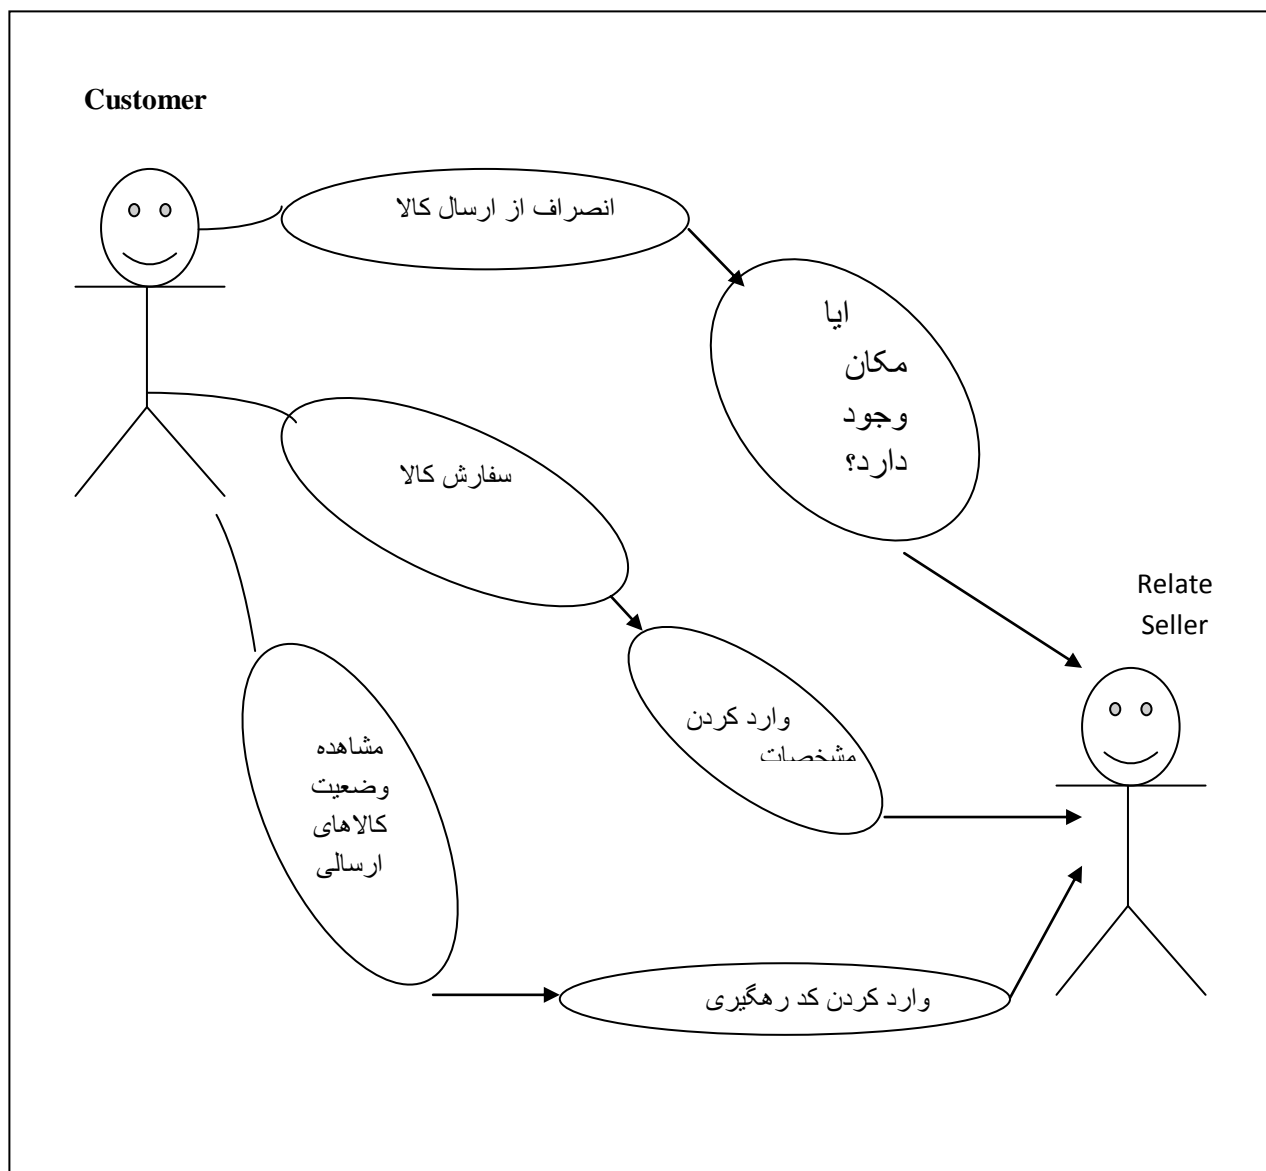 Customer
انصراف از ارسال کالا
ایا
مکان
وجود
دارد؟
سفارش کالا
Relate
Seller
وارد کردن
مشخصات
مشاهده
وضعیت
کالاهای
ارسالی
وارد کردن کد رهگیری